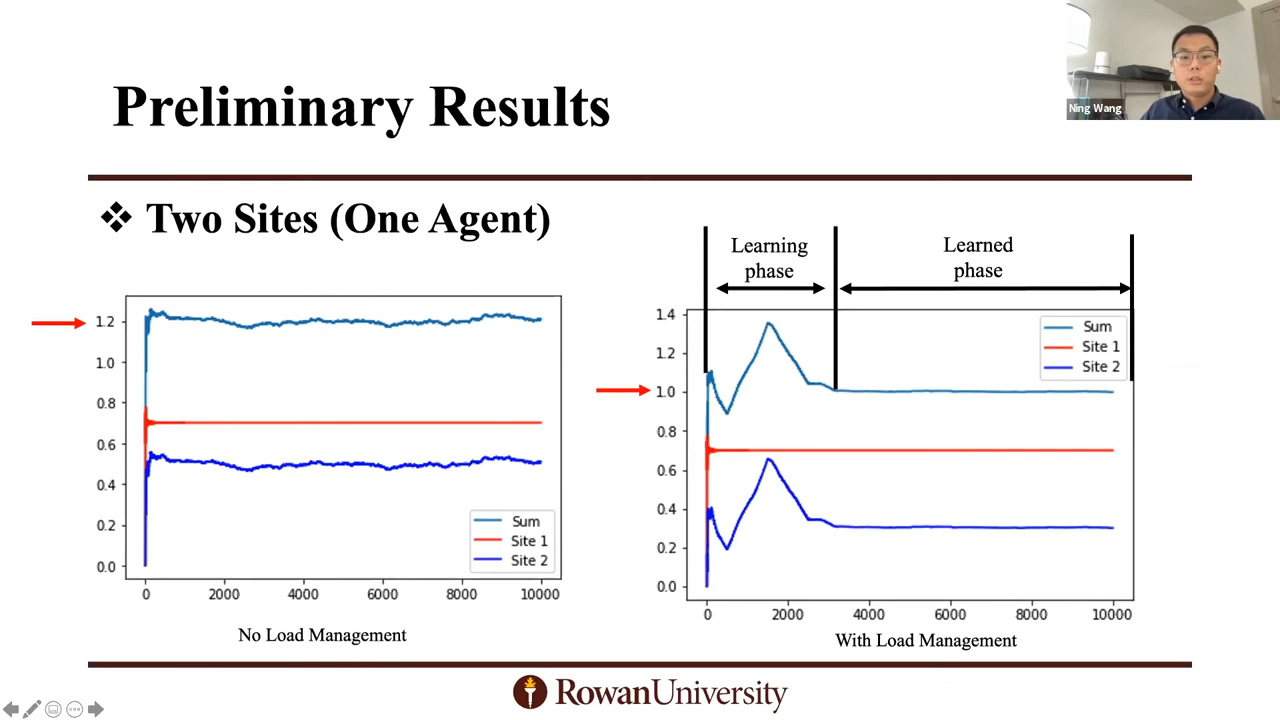 Ning Wang
Preliminary Results
❖ Two Sites (One Agent)
Learning
phase
Learned
phase
1.2
1.0
0.8
0.6
0.4
0.2
0.0
0
2000
4000
6000
8000
10000
Sum
Site 1
Site 2
No Load Management
1.4
1.2
1.0
0.8
0.6
0.4
0.2
0.0
0
2000
4000
6000
8000
10000
Sum
Site 1
Site 2
With Load Management
RowanUniversity